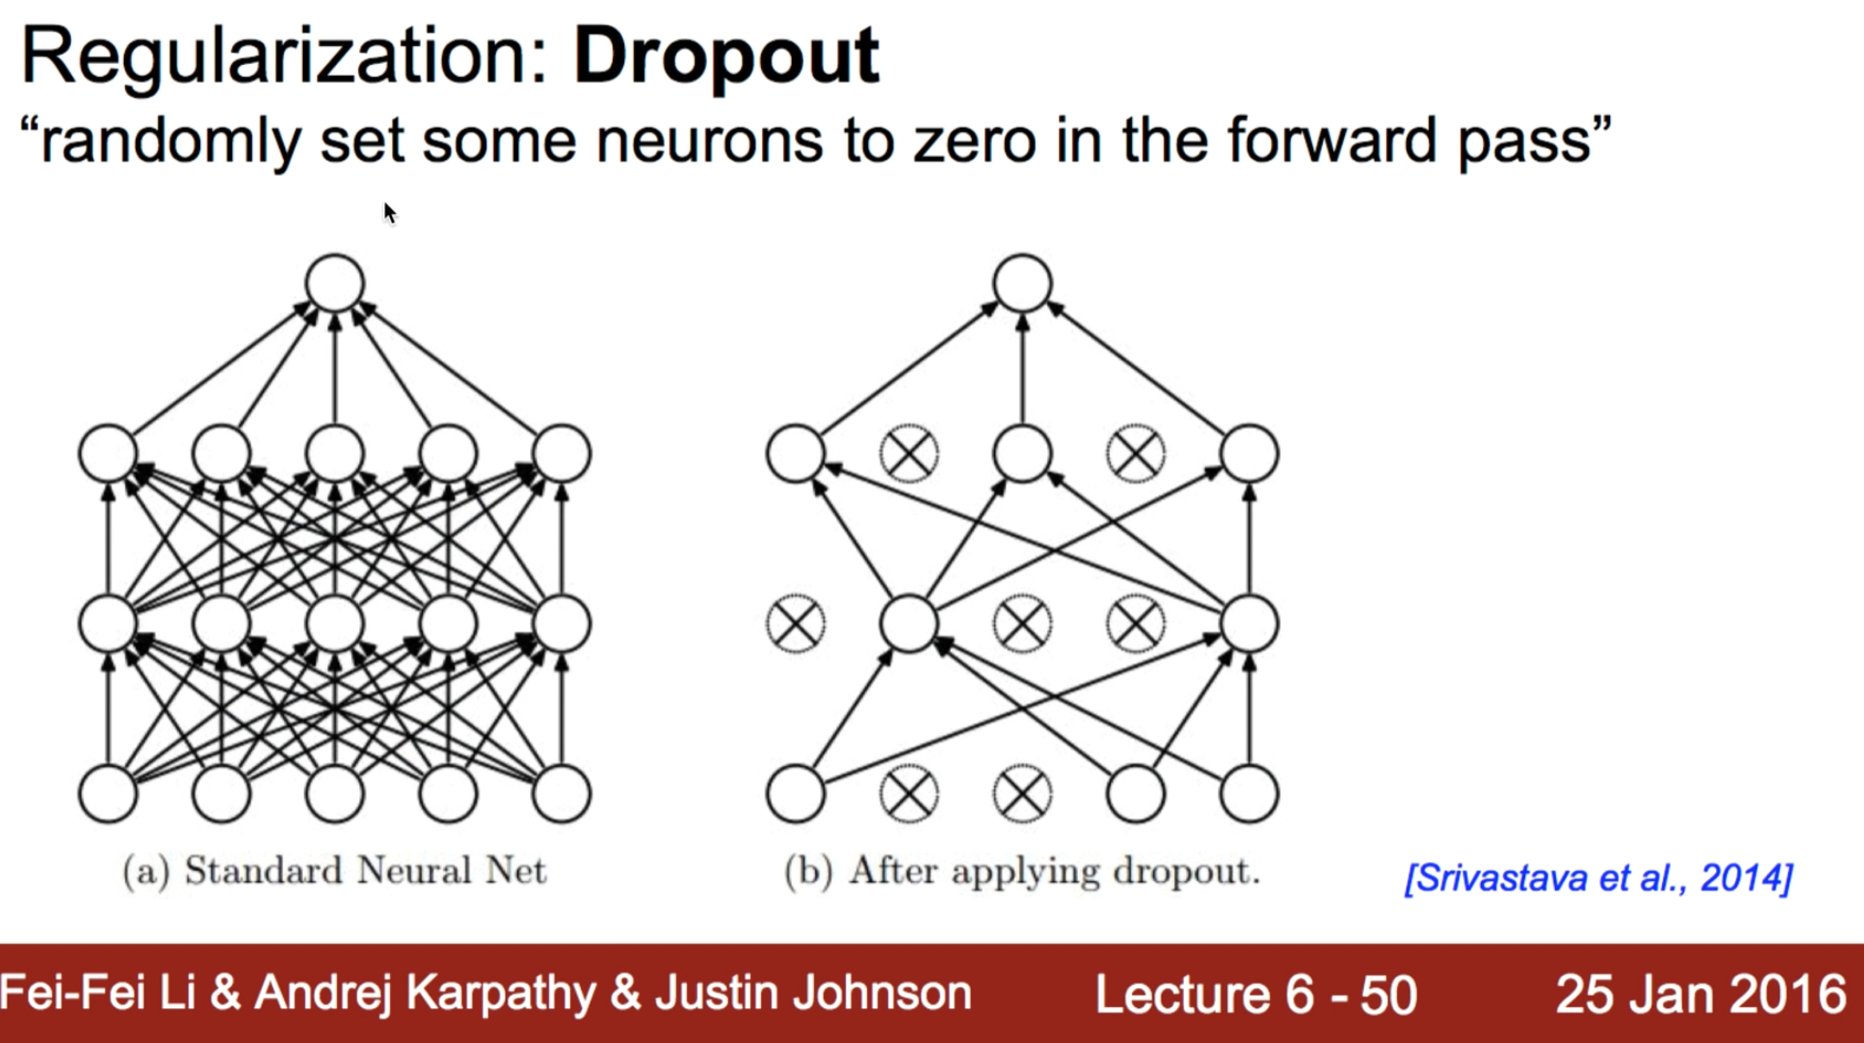 Regularization: Dropout
“randomly set some neurons to zero in the forward pass”
(a) Standard Neural Net
(b) After applying dropout.
[Srivastava et al., 2014]
Fei-Fei Li & Andrej Karpathy & Justin Johnson
Lecture 6 - 50
25 Jan 2016